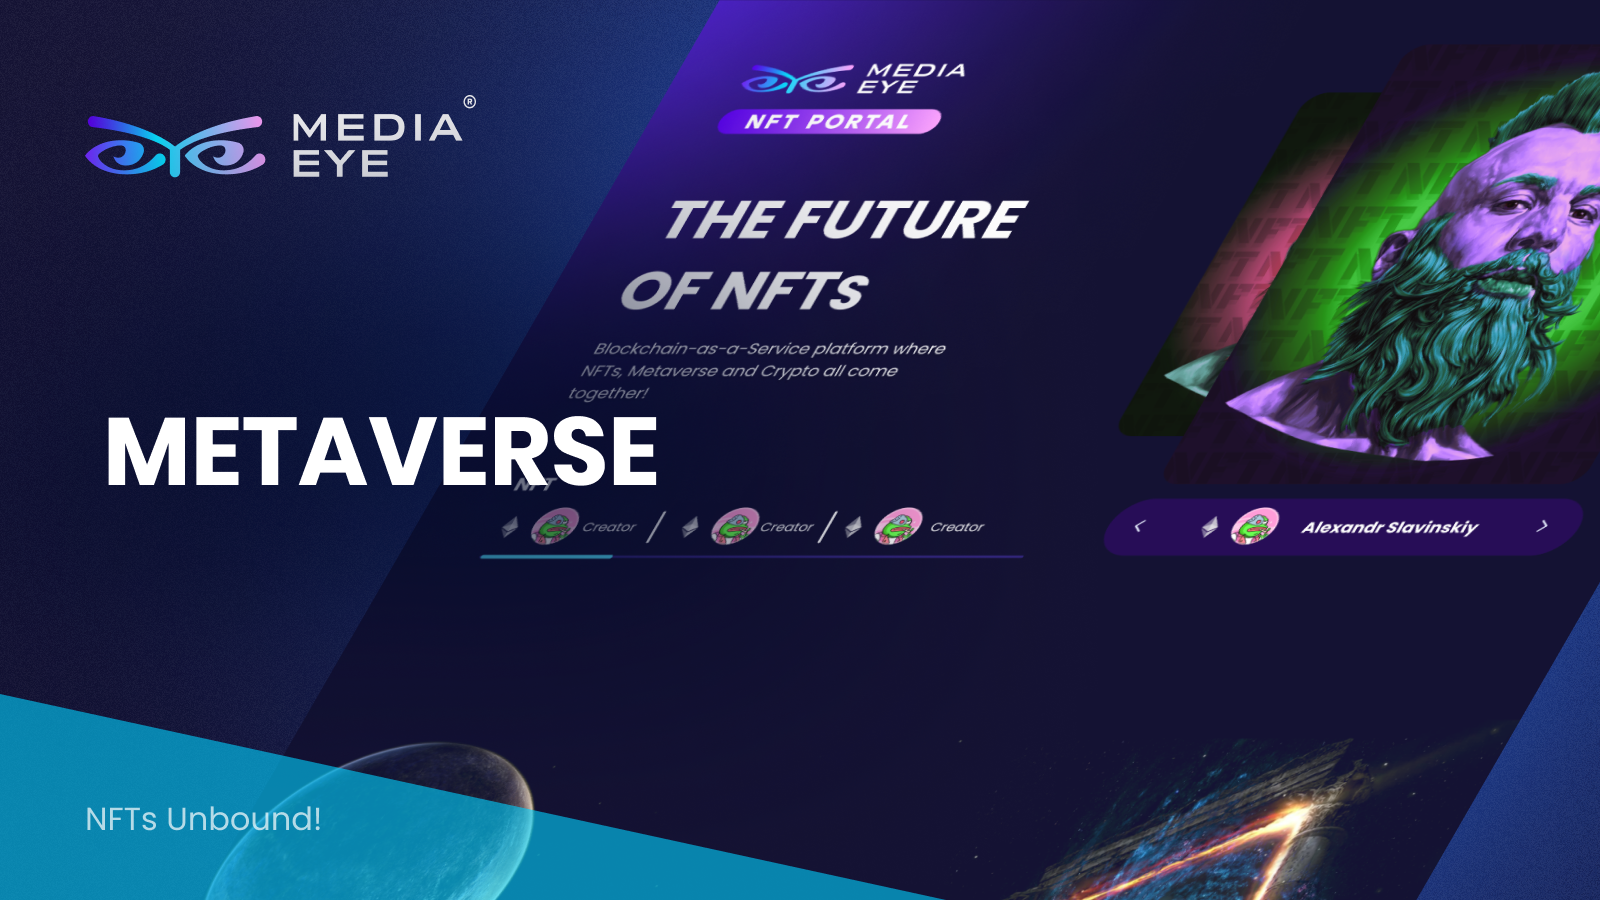 MEDIA
EYE
®
MEDIA
EYE
NFT PORTAL
THE FUTURE
OF NFTs
Blockchain-as-a-Service platform where
NFTs, Metaverse and Crypto all come
together!
METAVERSE
NFT
Creator / Creator / Creator
< Alexandr Slavinskiy >
NFTs Unbound!